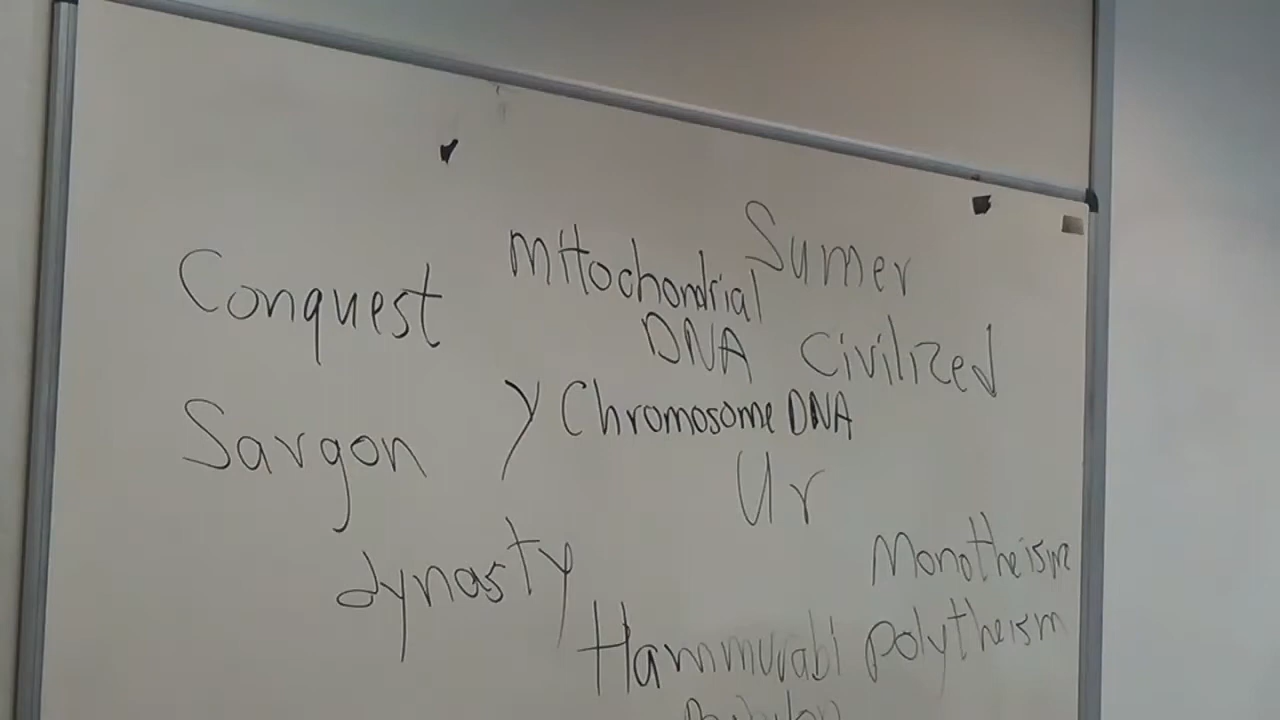 Conquest
mitochondrial
DNA
Sumer
Civilized
Sargon
Y Chromosome DNA
Ur
dynasty
Monotheism
Hammurabi
polytheism